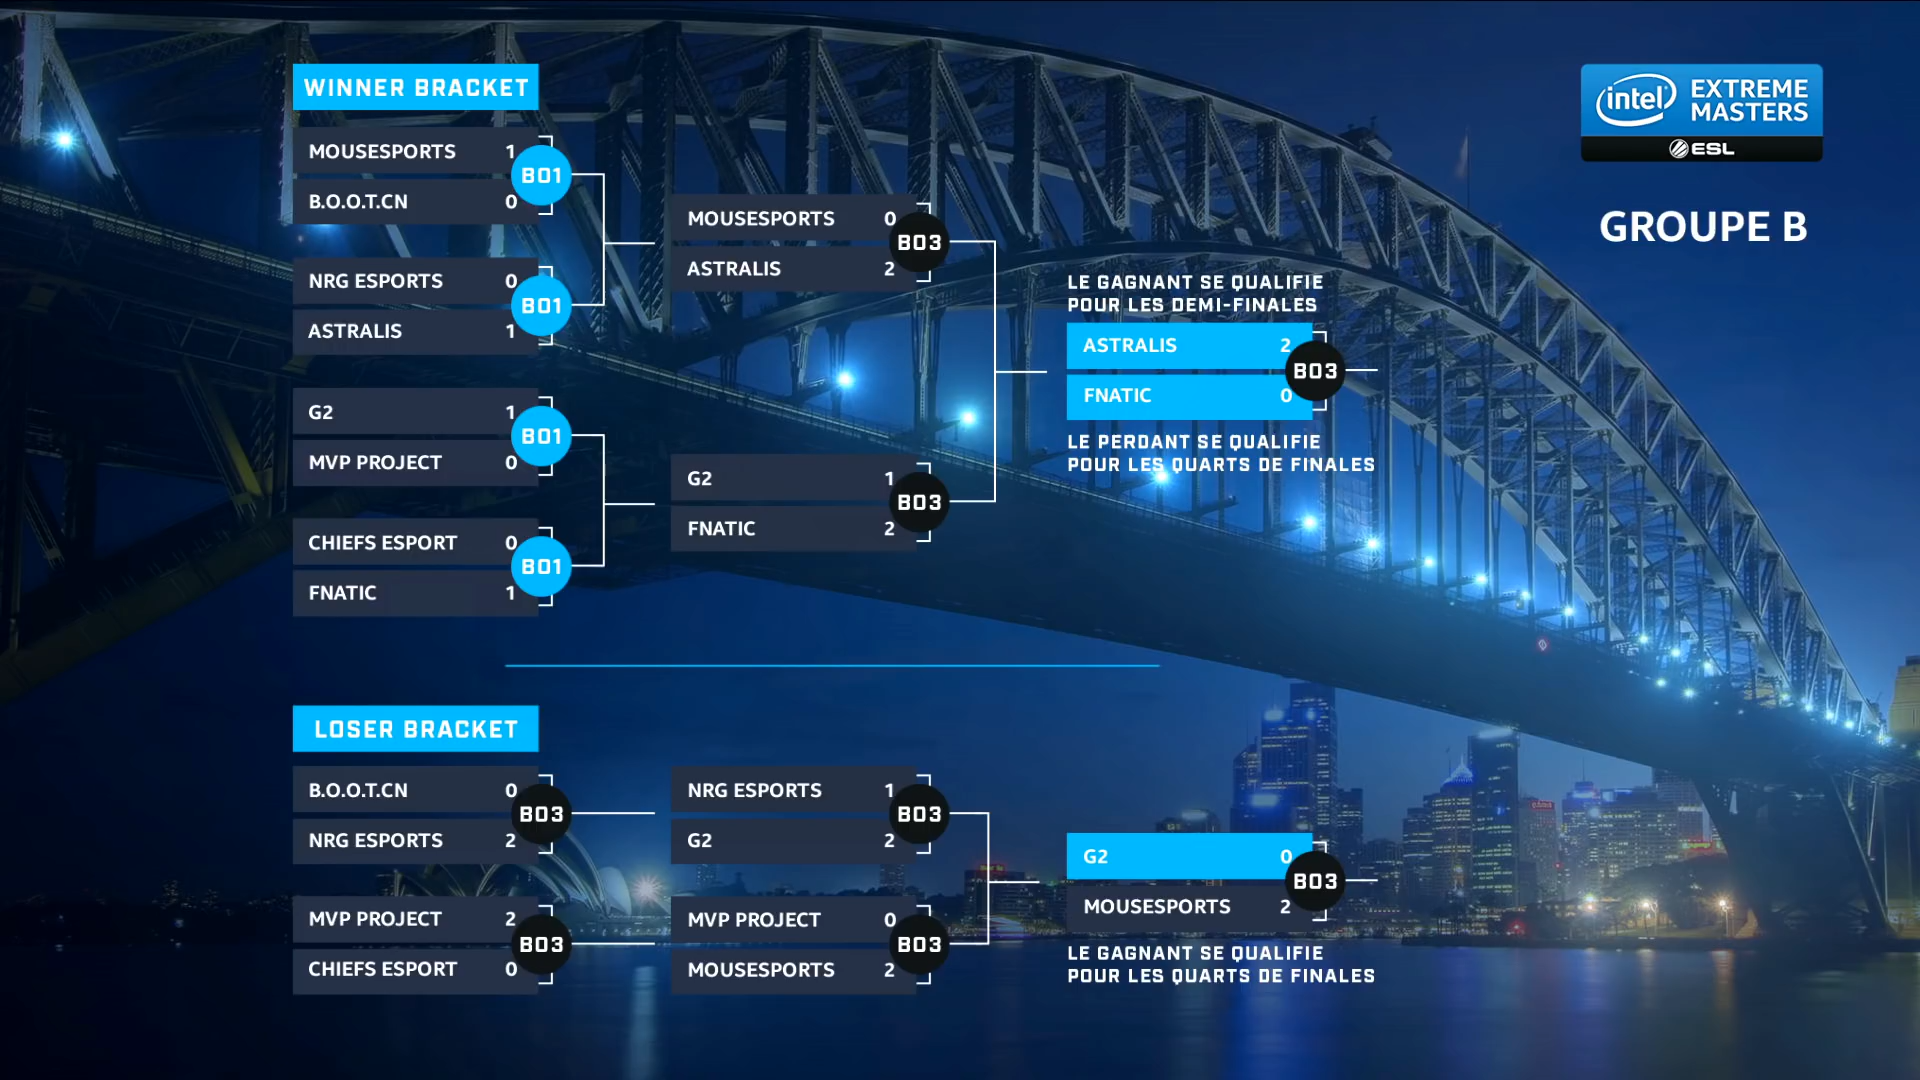 WINNER BRACKET
MOUSESPORTS 1
B.O.O.T.CN 0
BO1
NRG ESPORTS 0
ASTRALIS 1
BO1
G2 1
MVP PROJECT 0
BO1
CHIEFS ESPORT 0
FNATIC 1
BO1
MOUSESPORTS 0
ASTRALIS 2
BO3
G2 1
FNATIC 2
BO3
LE GAGNANT SE QUALIFIE
POUR LES DEMI-FINALES
ASTRALIS 2
FNATIC 0
BO3
LE PERDANT SE QUALIFIE
POUR LES QUARTS DE FINALES
intel EXTREME
MASTERS
ESL
GROUPE B
LOSER BRACKET
B.O.O.T.CN 0
NRG ESPORTS 2
BO3
MVP PROJECT 2
CHIEFS ESPORT 0
BO3
NRG ESPORTS 1
G2 2
BO3
MVP PROJECT 0
MOUSESPORTS 2
BO3
G2 0
MOUSESPORTS 2
BO3
LE GAGNANT SE QUALIFIE
POUR LES QUARTS DE FINALES